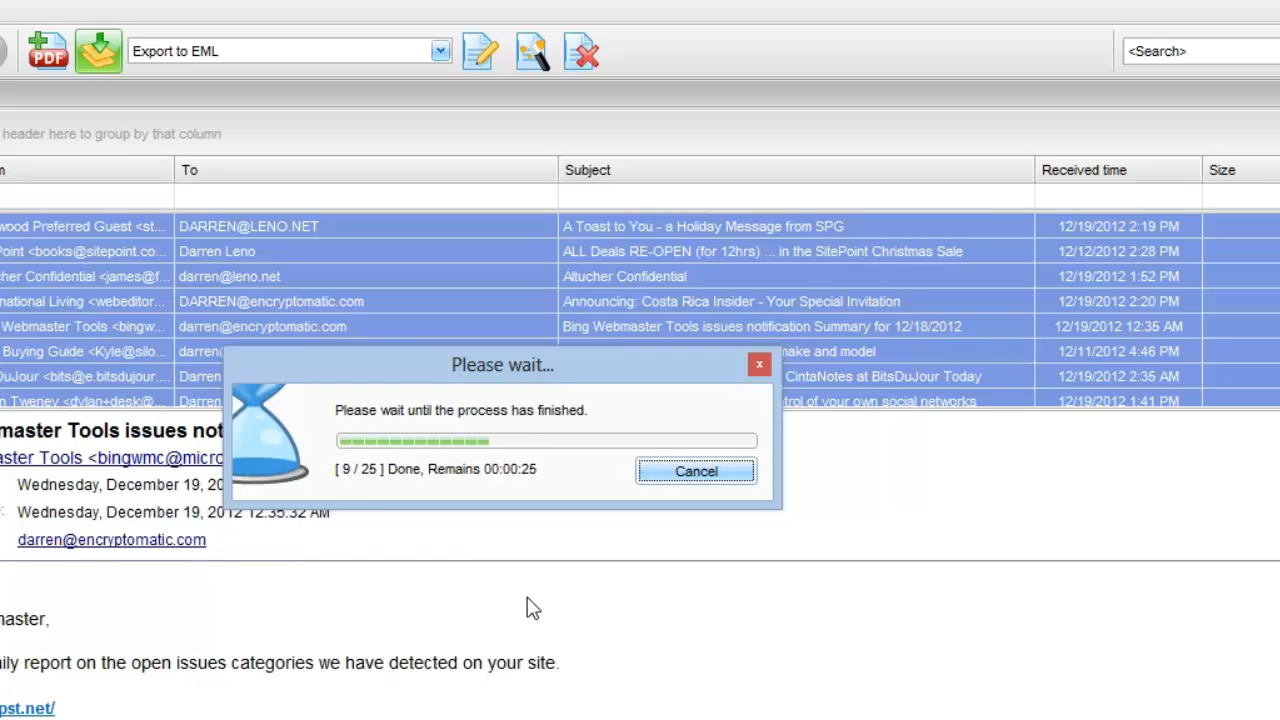 PDF
Export to EML
<Search>
header here to group by that column
m To Subject Received time Size
wood Preferred Guest <st... DARREN@LENO.NET A Toast to You - a Holiday Message from SPG 12/19/2012 2:19 PM
Point <books@sitepoint.co... Darren Leno ALL Deals RE-OPEN (for 12hrs) ... in the SitePoint Christmas Sale 12/12/2012 2:28 PM
cher Confidential <james@f... darren@leno.net Altucher Confidential 12/19/2012 1:52 PM
national Living <webeditor... DARREN@encryptomatic.com Announcing: Costa Rica Insider - Your Special Invitation 12/19/2012 2:20 PM
Webmaster Tools <bingw... darren@encryptomatic.com Bing Webmaster Tools issues notification Summary for 12/18/2012 12/19/2012 12:35 AM
Buying Guide <Kyle@silo... darren make and model 12/11/2012 4:46 PM
DuJour <bits@e.bitsdujour.... Darren CintaNotes at BitsDuJour Today 12/19/2012 2:35 AM
n Tweney <dylan+desk@... Darren trol of your own social networks 12/19/2012 1:41 PM
Please wait...
x
Please wait until the process has finished.
[ 9 / 25 ] Done, Remains 00:00:25
Cancel
master Tools issues not
aster Tools <bingwmc@micro
Wednesday, December 19, 20
: Wednesday, December 19, 2012 12:35:32 AM
darren@encryptomatic.com
naster,
ily report on the open issues categories we have detected on your site.
pst.net/